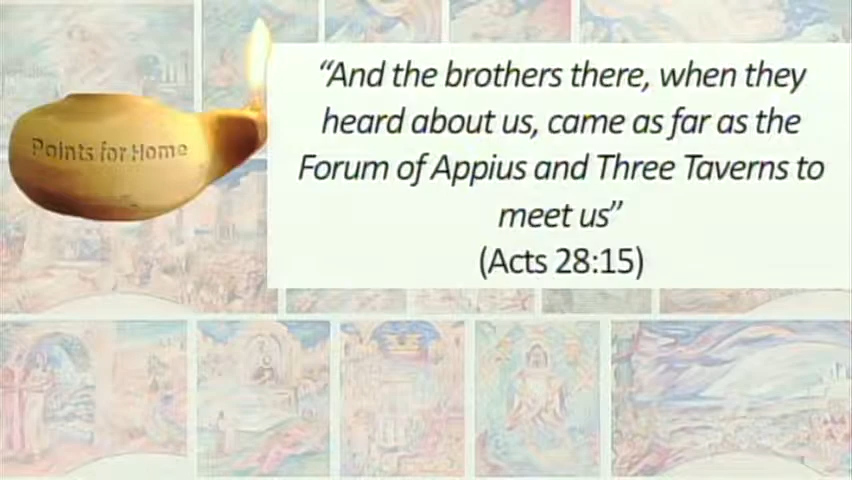 Points for Home
“And the brothers there, when they
heard about us, came as far as the
Forum of Appius and Three Taverns to
meet us”
(Acts 28:15)